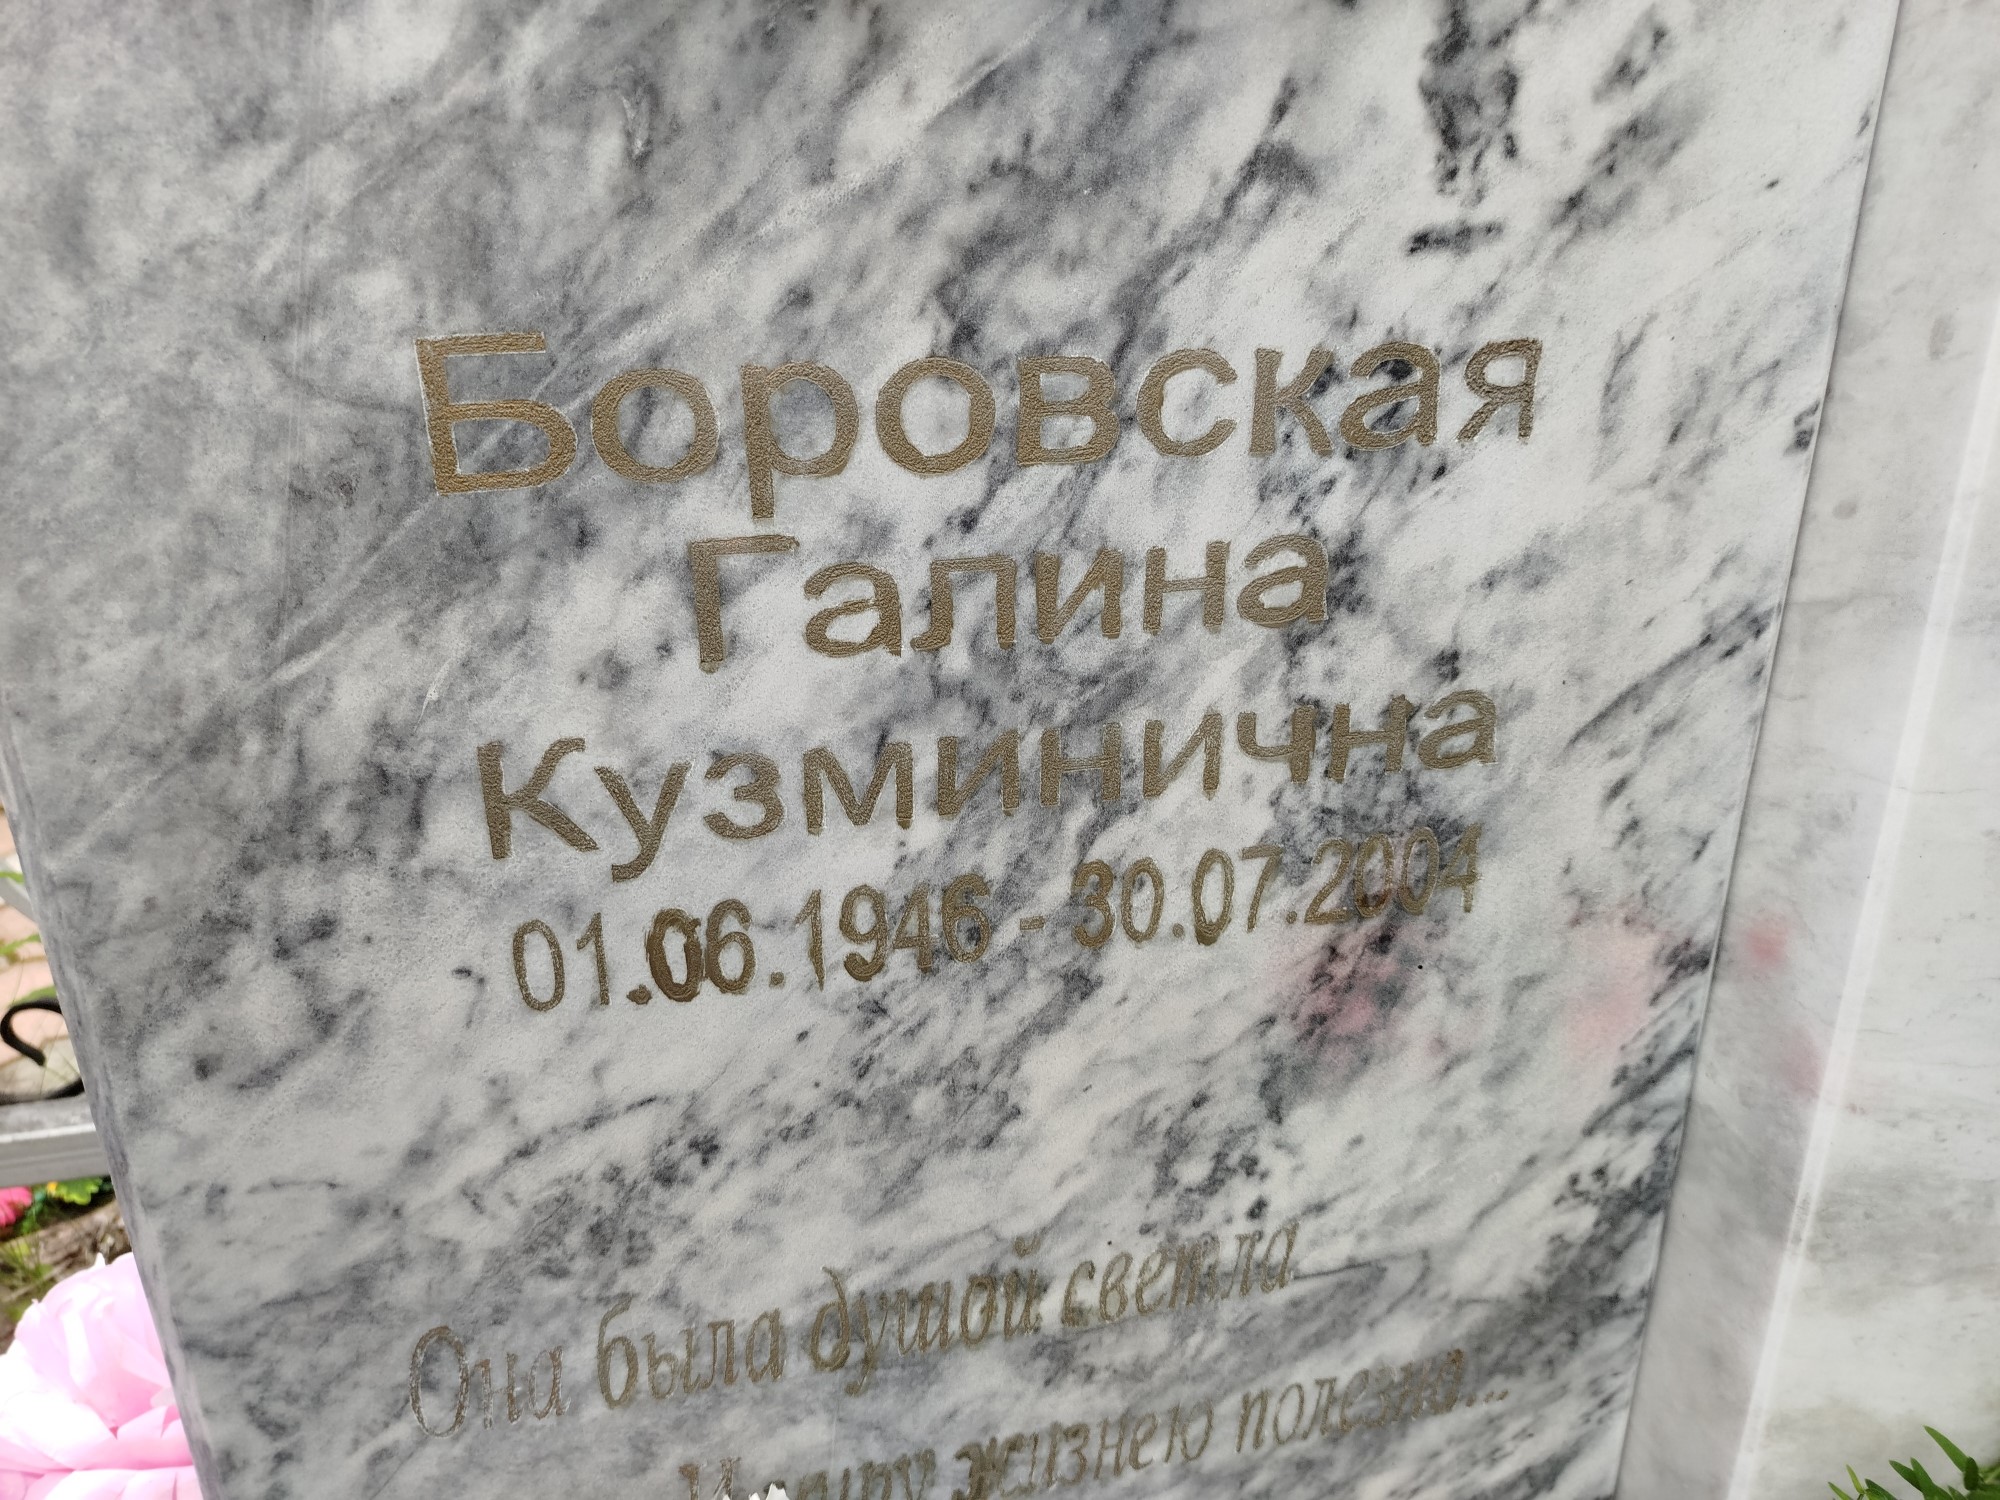 Боровская
Галина
Кузминична
01.06.1946 - 30.07.2004
Она была душой светла
И миру жизнею полезна...